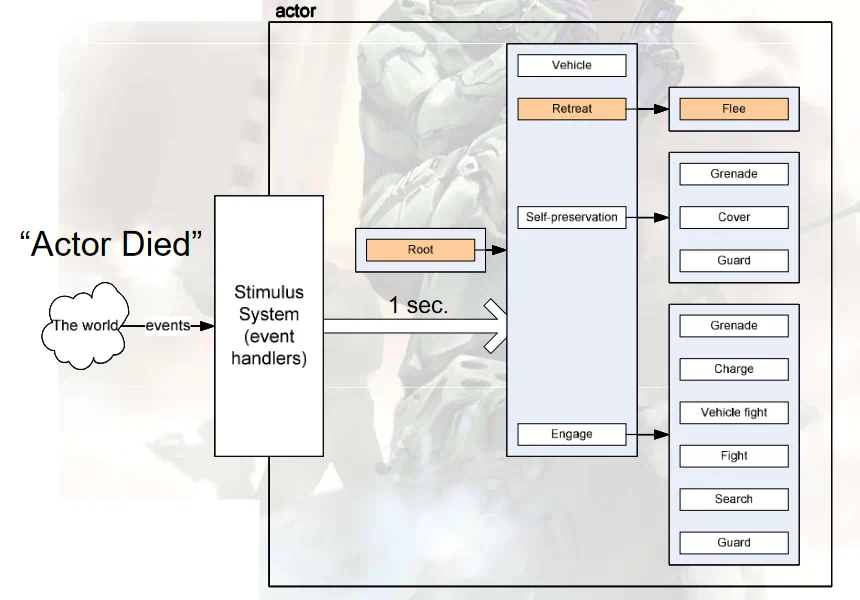 actor
Vehicle
Retreat
Flee
Grenade
Self-preservation
Cover
Guard
“Actor Died”
Root
Stimulus
System
(event
handlers)
1 sec.
The world
events
Grenade
Charge
Vehicle fight
Engage
Fight
Search
Guard